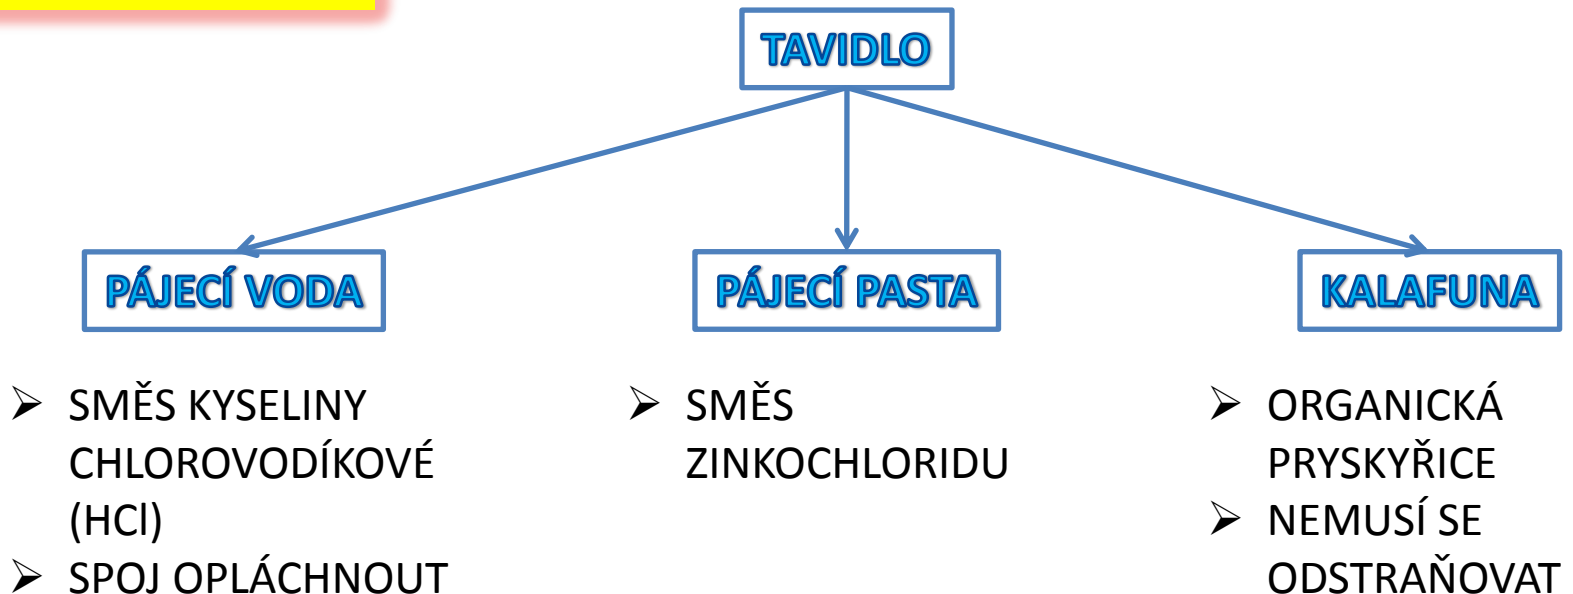 TAVIDLO
PÁJECÍ VODA
PÁJECÍ PASTA
KALAFUNA
➢ SMĚS KYSELINY
CHLOROVODÍKOVÉ
(HCl)
➢ SPOJ OPLÁCHNOUT
➢ SMĚS
ZINKOCHLORIDU
➢ ORGANICKÁ
PRYSKYŘICE
➢ NEMUSÍ SE
ODSTRAŇOVAT